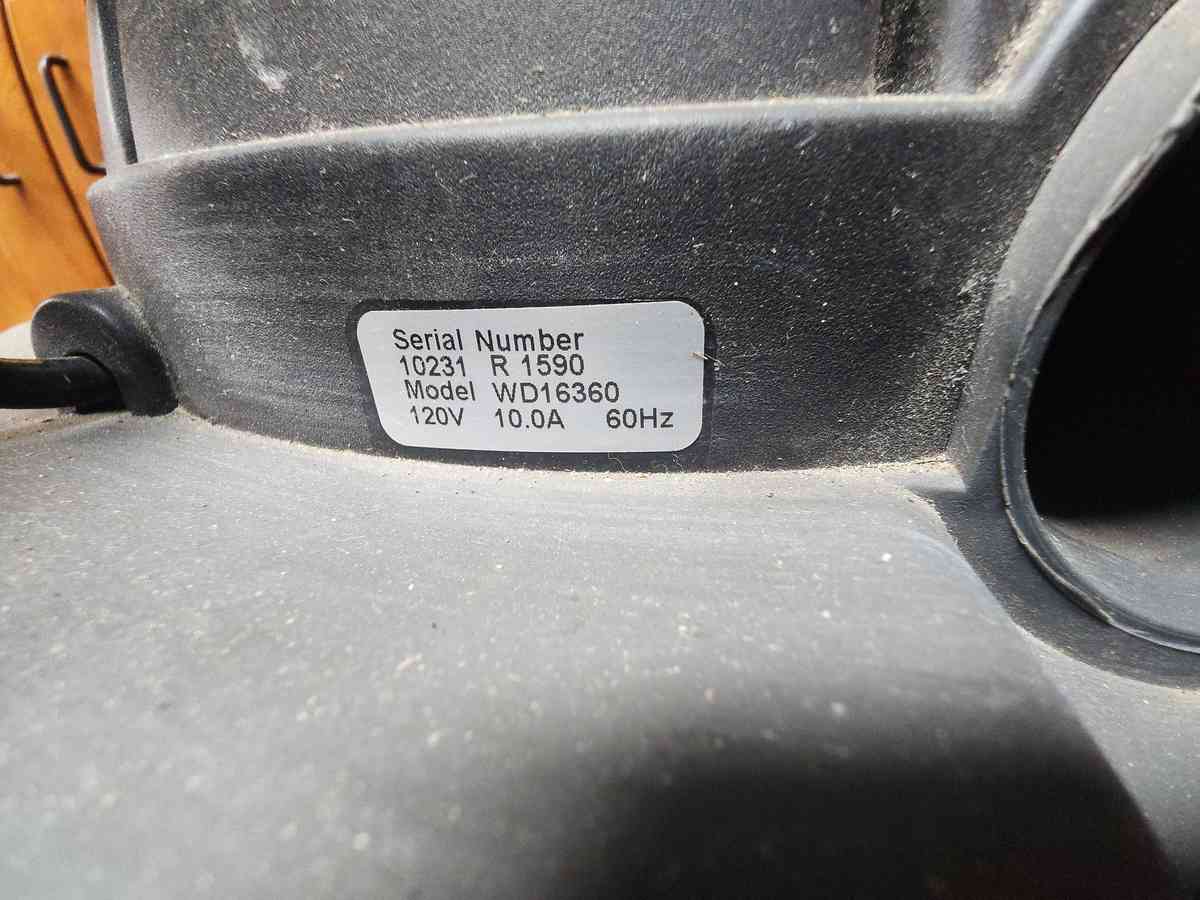 Serial Number
10231 R 1590
Model WD16360
120V 10.0A 60Hz